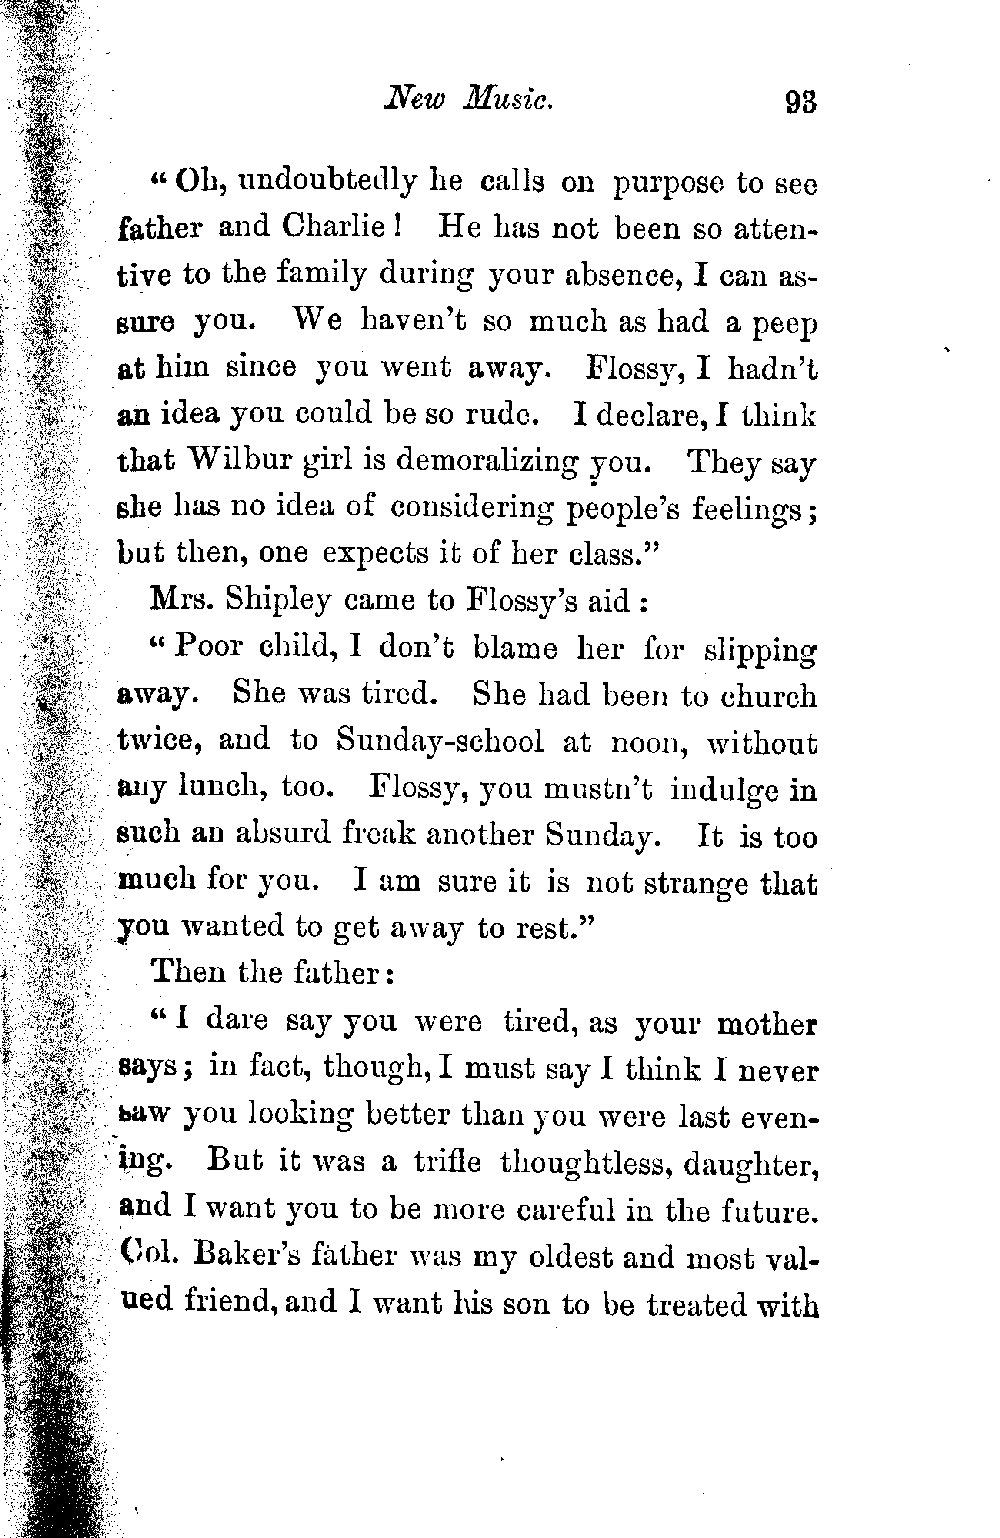 New Music. 93
“ Oh, undoubtedly he calls on purpose to see
father and Charlie! He has not been so atten-
tive to the family during your absence, I can as-
sure you. We haven’t so much as had a peep
at him since you went away. Flossy, I hadn’t
an idea you could be so rude. I declare, I think
that Wilbur girl is demoralizing you. They say
she has no idea of considering people’s feelings;
but then, one expects it of her class.”
Mrs. Shipley came to Flossy’s aid:
“ Poor child, I don’t blame her for slipping
away. She was tired. She had been to church
twice, and to Sunday-school at noon, without
any lunch, too. Flossy, you mustn’t indulge in
such an absurd freak another Sunday. It is too
much for you. I am sure it is not strange that
you wanted to get away to rest.”
Then the father:
“ I dare say you were tired, as your mother
says; in fact, though, I must say I think I never
saw you looking better than you were last even-
ing. But it was a trifle thoughtless, daughter,
and I want you to be more careful in the future.
Col. Baker’s father was my oldest and most val-
ued friend, and I want his son to be treated with